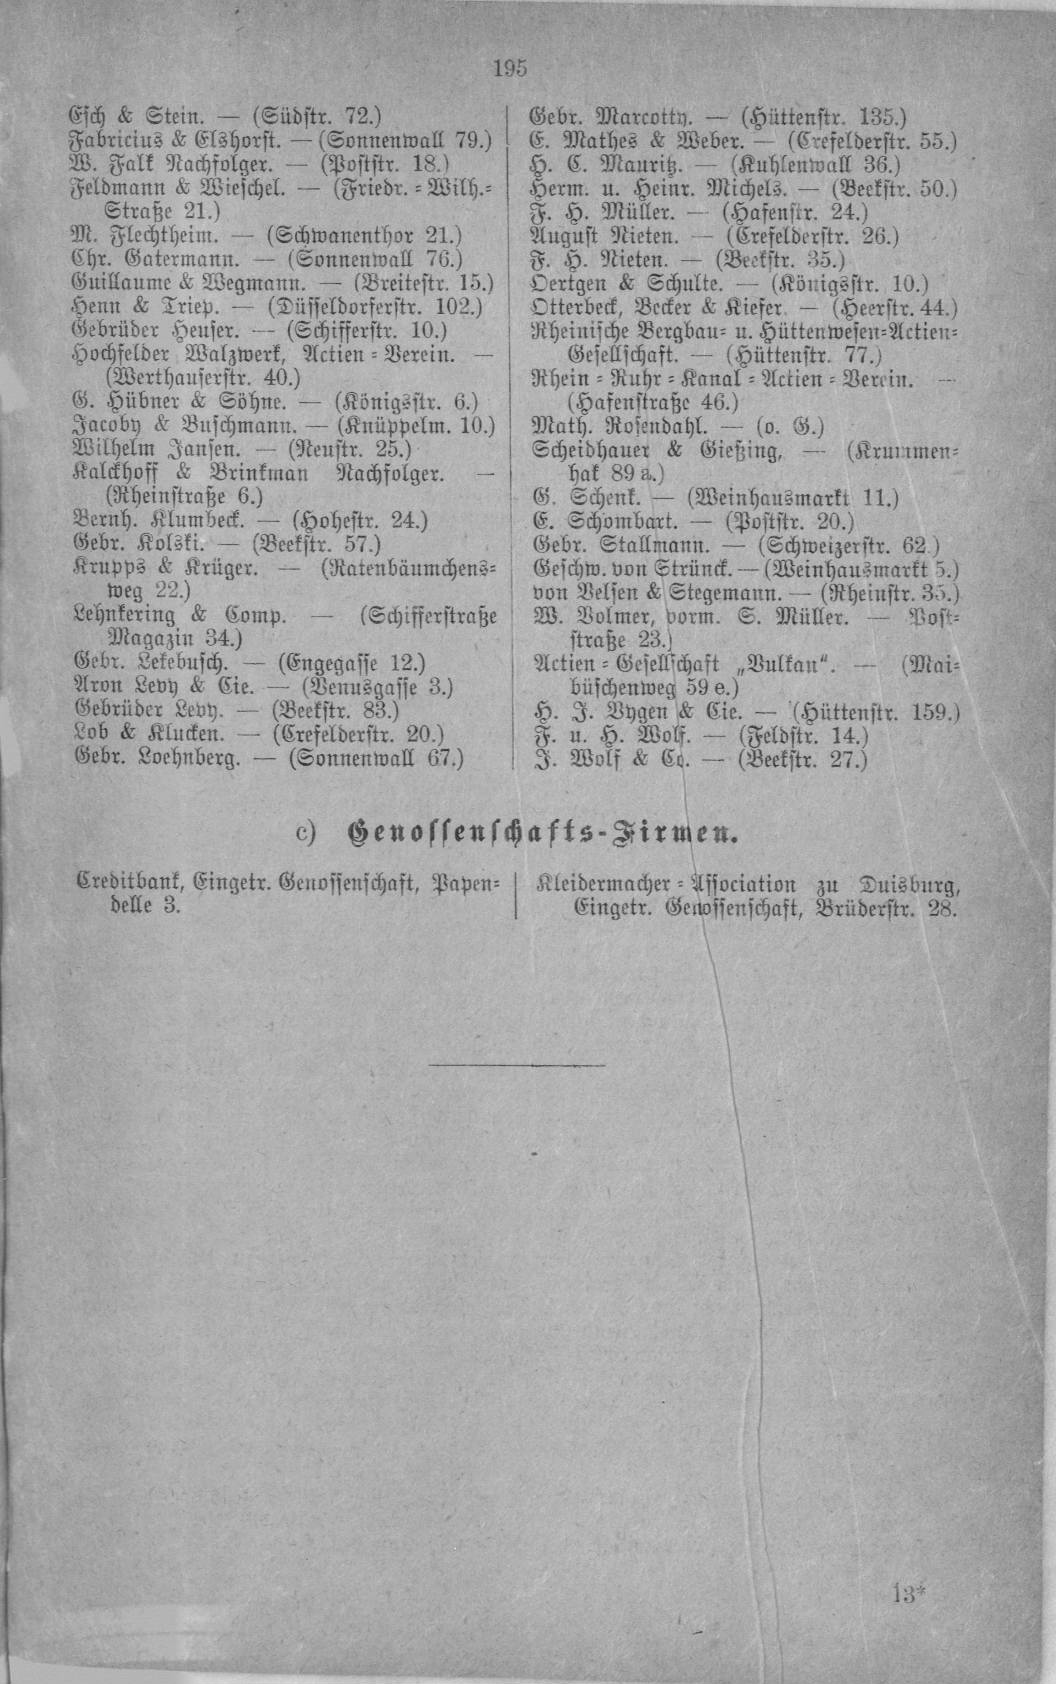 195
Esch & Stein. — (Südstr. 72.)
Fabricius & Elshorst. — (Sonnenwall 79.)
W. Falk Nachfolger. — (Poststr. 18.)
Feldmann & Wieschel. — (Friedr.=Wilh.=
Straße 21.)
M. Flechtheim. — (Schwanenthor 21.)
Chr. Gatermann. — (Sonnenwall 76.)
Guillaume & Wegmann. — (Breitestr. 15.)
Henn & Triep. — (Düsseldorferstr. 102.)
Gebrüder Heuser. — (Schifferstr. 10.)
Hochfelder Walzwerk, Actien=Verein. —
(Werthauserstr. 40.)
G. Hübner & Söhne. — (Königsstr. 6.)
Jacoby & Buschmann. — (Knüppelm. 10.)
Wilhelm Jansen. — (Neustr. 25.)
Kalckhoff & Brinkman Nachfolger. —
(Rheinstraße 6.)
Bernh. Klumbeck. — (Hohestr. 24.)
Gebr. Kolski. — (Beekstr. 57.)
Krupps & Krüger. — (Ratenbäumchens=
weg 22.)
Lehnkering & Comp. — (Schifferstraße
Magazin 34.)
Gebr. Lekebusch. — (Engegasse 12.)
Aron Levy & Cie. — (Venusgasse 3.)
Gebrüder Levy. — (Beekstr. 83.)
Lob & Klucken. — (Crefelderstr. 20.)
Gebr. Loehnberg. — (Sonnenwall 67.)
Gebr. Marcotty. — (Hüttenstr. 135.)
E. Mathes & Weber. — (Crefelderstr. 55.)
H. C. Mauritz. — (Kuhlenwall 36.)
Herm. u. Heinr. Michels. — (Beekstr. 50.)
F. H. Müller. — (Hafenstr. 24.)
August Nieten. — (Crefelderstr. 26.)
F. H. Nieten. — (Beekstr. 35.)
Oertgen & Schulte. — (Königsstr. 10.)
Otterbeck, Becker & Kiefer. — (Heerstr. 44.)
Rheinische Bergbau= u. Hüttenwesen=Actien=
Gesellschaft. — (Hüttenstr. 77.)
Rhein=Ruhr=Kanal=Actien=Verein. —
(Hafenstraße 46.)
Math. Rosendahl. — (o. G.)
Scheidhauer & Gießing, — (Krummen=
hak 89 a.)
G. Schenk. — (Weinhausmarkt 11.)
E. Schombart. — (Poststr. 20.)
Gebr. Stallmann. — (Schweizerstr. 62.)
Geschw. von Strünck. — (Weinhausmarkt 5.)
von Velsen & Stegemann. — (Rheinstr. 35.)
W. Volmer, vorm. S. Müller. — Post=
straße 23.)
Actien=Gesellschaft „Vulkan“. — (Mai=
büschenweg 59 e.)
H. J. Vygen & Cie. — (Hüttenstr. 159.)
F. u. H. Wolf. — (Feldstr. 14.)
J. Wolf & Co. — (Beekstr. 27.)
c) Genossenschafts-Firmen.
Creditbank, Eingetr. Genossenschaft, Papen=
delle 3.
Kleidermacher=Association zu Duisburg,
Eingetr. Genossenschaft, Brüderstr. 28.
13*